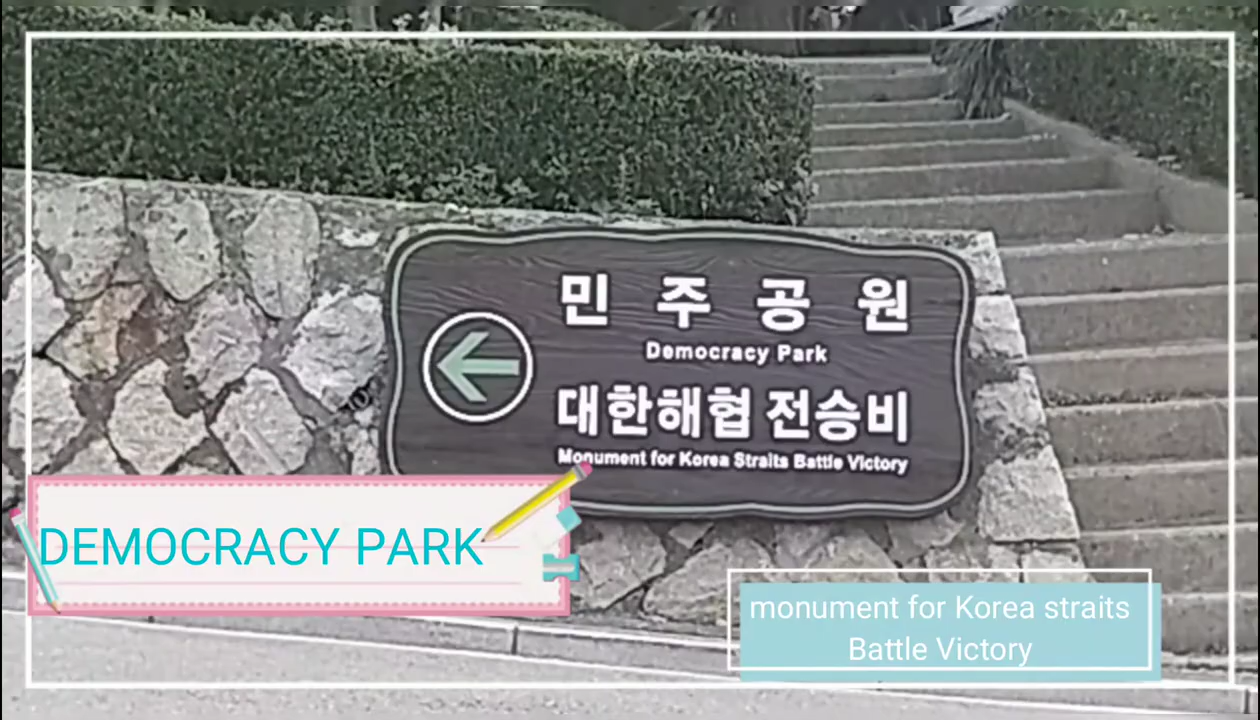 민주공원
Democracy Park
대한해협 전승비
Monument for Korea Straits Battle Victory
DEMOCRACY PARK
monument for Korea straits
Battle Victory